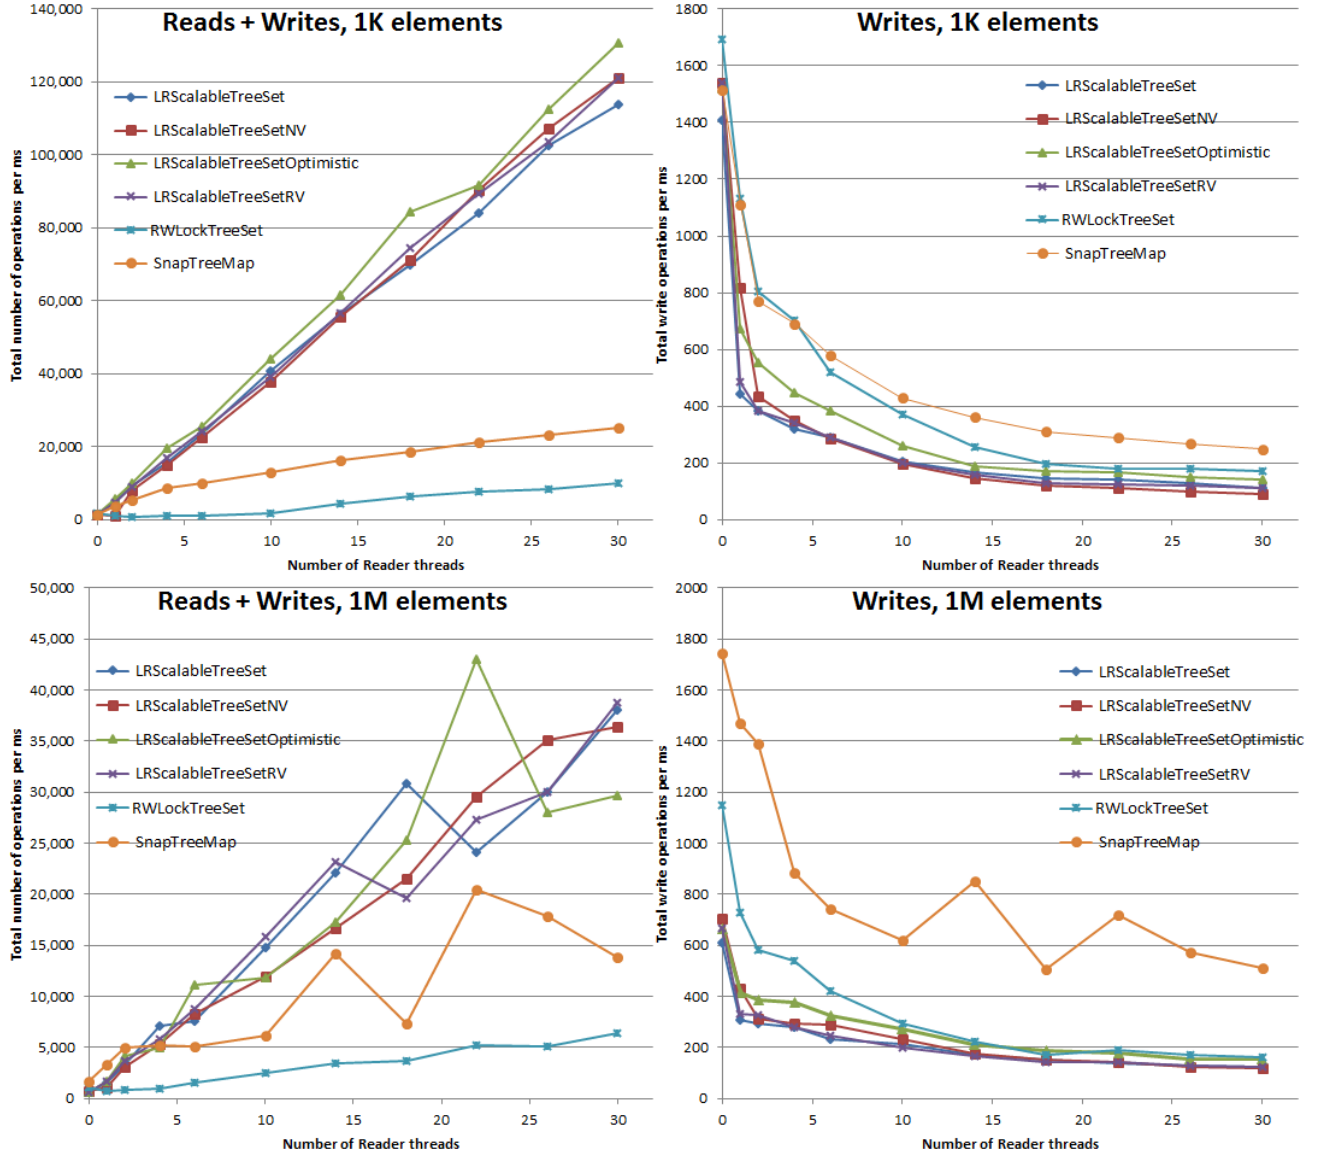 Reads + Writes, 1K elements
140,000
120,000
100,000
80,000
60,000
40,000
20,000
0
Total number of operations per ms
LRScalableTreeSet
LRScalableTreeSetNV
LRScalableTreeSetOptimistic
LRScalableTreeSetRV
RWLockTreeSet
SnapTreeMap
0 5 10 15 20 25 30
Number of Reader threads
Writes, 1K elements
1800
1600
1400
1200
1000
800
600
400
200
0
Total write operations per ms
LRScalableTreeSet
LRScalableTreeSetNV
LRScalableTreeSetOptimistic
LRScalableTreeSetRV
RWLockTreeSet
SnapTreeMap
0 5 10 15 20 25 30
Number of Reader threads
Reads + Writes, 1M elements
50,000
45,000
40,000
35,000
30,000
25,000
20,000
15,000
10,000
5,000
0
Total number of operations per ms
LRScalableTreeSet
LRScalableTreeSetNV
LRScalableTreeSetOptimistic
LRScalableTreeSetRV
RWLockTreeSet
SnapTreeMap
0 5 10 15 20 25 30
Number of Reader threads
Writes, 1M elements
2000
1800
1600
1400
1200
1000
800
600
400
200
0
Total write operations per ms
LRScalableTreeSet
LRScalableTreeSetNV
LRScalableTreeSetOptimistic
LRScalableTreeSetRV
RWLockTreeSet
SnapTreeMap
0 5 10 15 20 25 30
Number of Reader threads